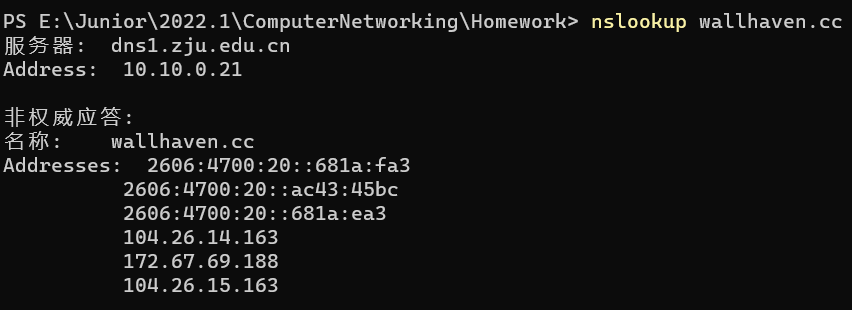 PS E:\Junior\2022.1\ComputerNetworking\Homework> nslookup wallhaven.cc
服务器:  dns1.zju.edu.cn
Address:  10.10.0.21
非权威应答:
名称:    wallhaven.cc
Addresses:  2606:4700:20::681a:fa3
2606:4700:20::ac43:45bc
2606:4700:20::681a:ea3
104.26.14.163
172.67.69.188
104.26.15.163